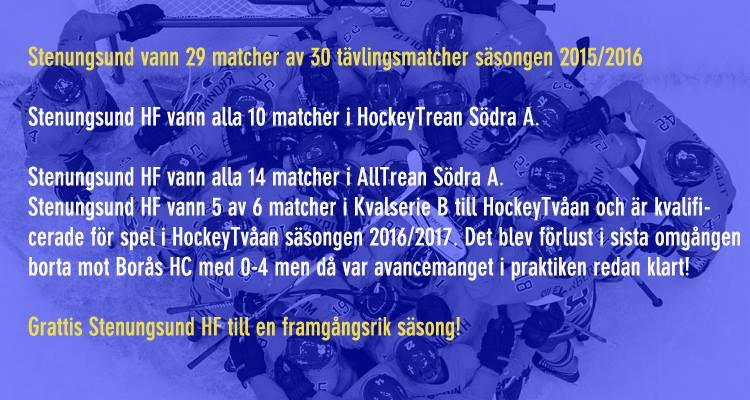 Stenungsund vann 29 matcher av 30 tävlingsmatcher säsongen 2015/2016
Stenungsund HF vann alla 10 matcher i HockeyTrean Södra A.
Stenungsund HF vann alla 14 matcher i AllTrean Södra A.
Stenungsund HF vann 5 av 6 matcher i Kvalserie B till HockeyTvåan och är kvalifi-
cerade för spel i HockeyTvåan säsongen 2016/2017. Det blev förlust i sista omgången
borta mot Borås HC med 0-4 men då var avancemanget i praktiken redan klart!
Grattis Stenungsund HF till en framgångsrik säsong!